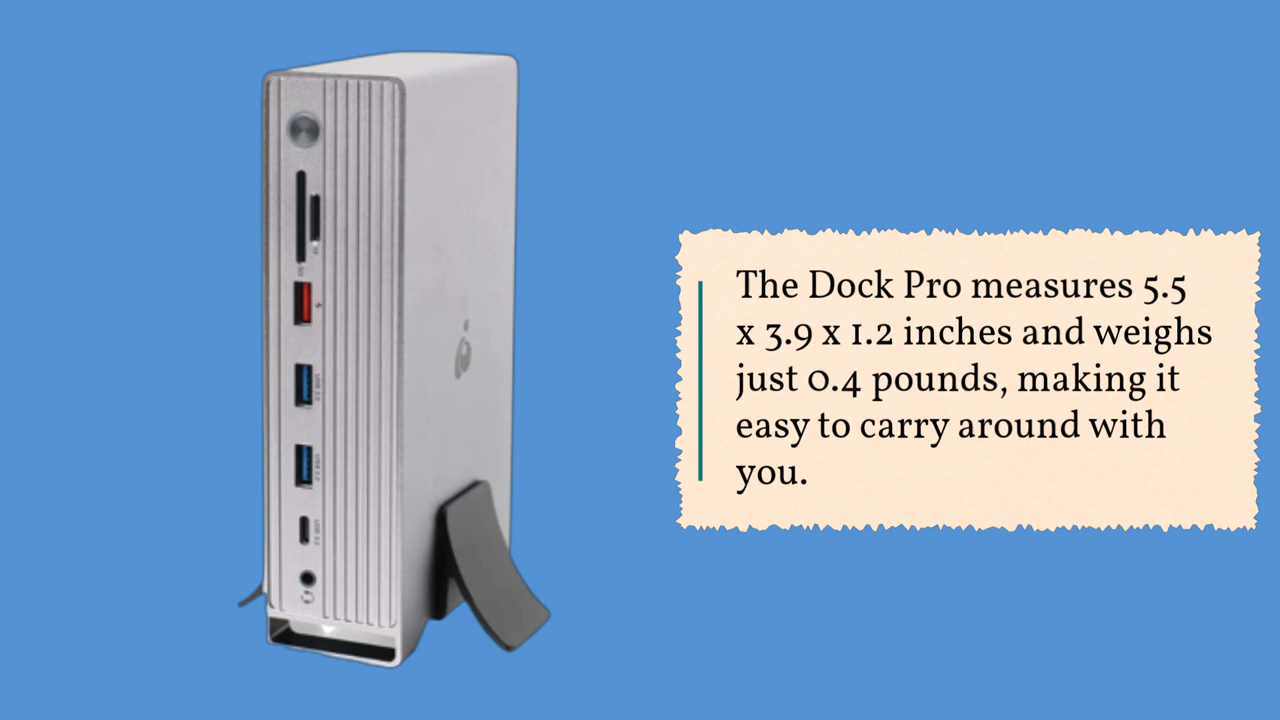 The Dock Pro measures 5.5
x 3.9 x 1.2 inches and weighs
just 0.4 pounds, making it
easy to carry around with
you.